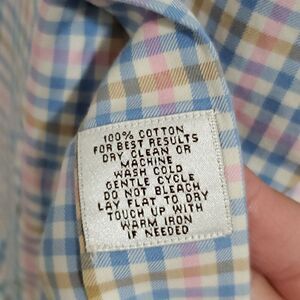 100% COTTON
FOR BEST RESULTS
DRY CLEAN OR
MACHINE
WASH COLD
GENTLE CYCLE
DO NOT BLEACH
LAY FLAT TO DRY
TOUCH UP WITH
WARM IRON
IF NEEDED